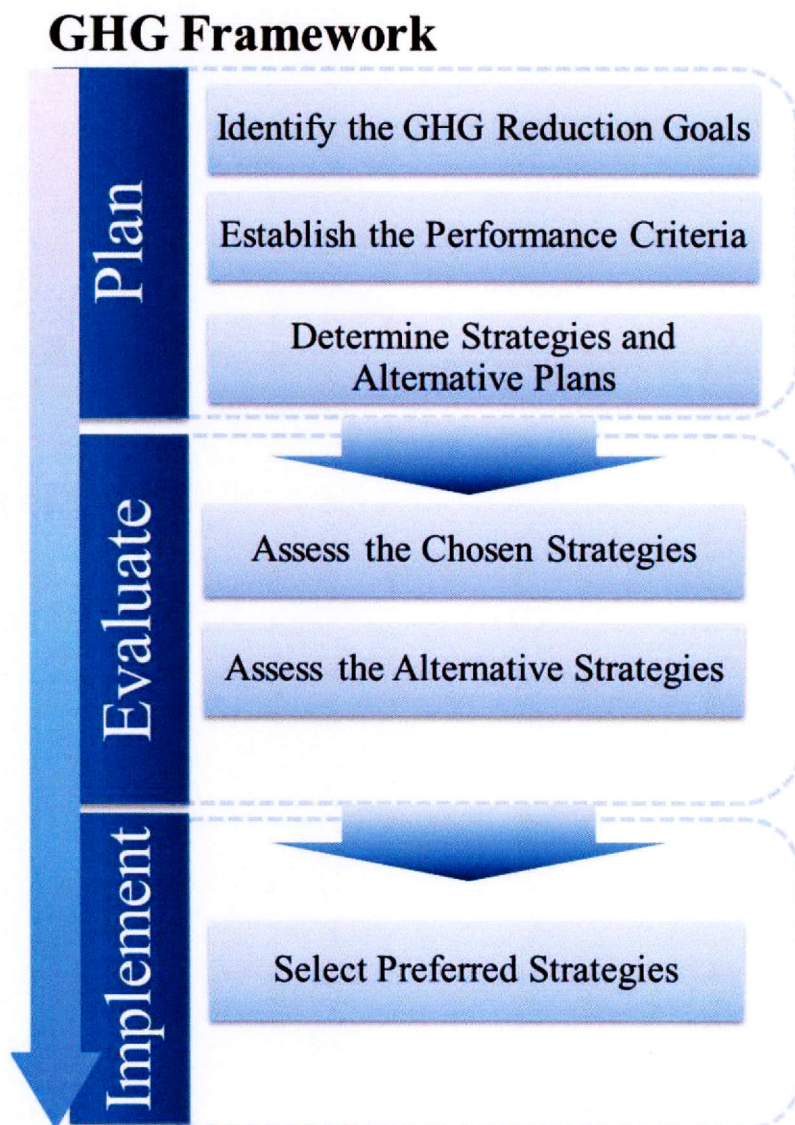 GHG Framework
Plan
Identify the GHG Reduction Goals
Establish the Performance Criteria
Determine Strategies and
Alternative Plans
Evaluate
Assess the Chosen Strategies
Assess the Alternative Strategies
Implement
Select Preferred Strategies